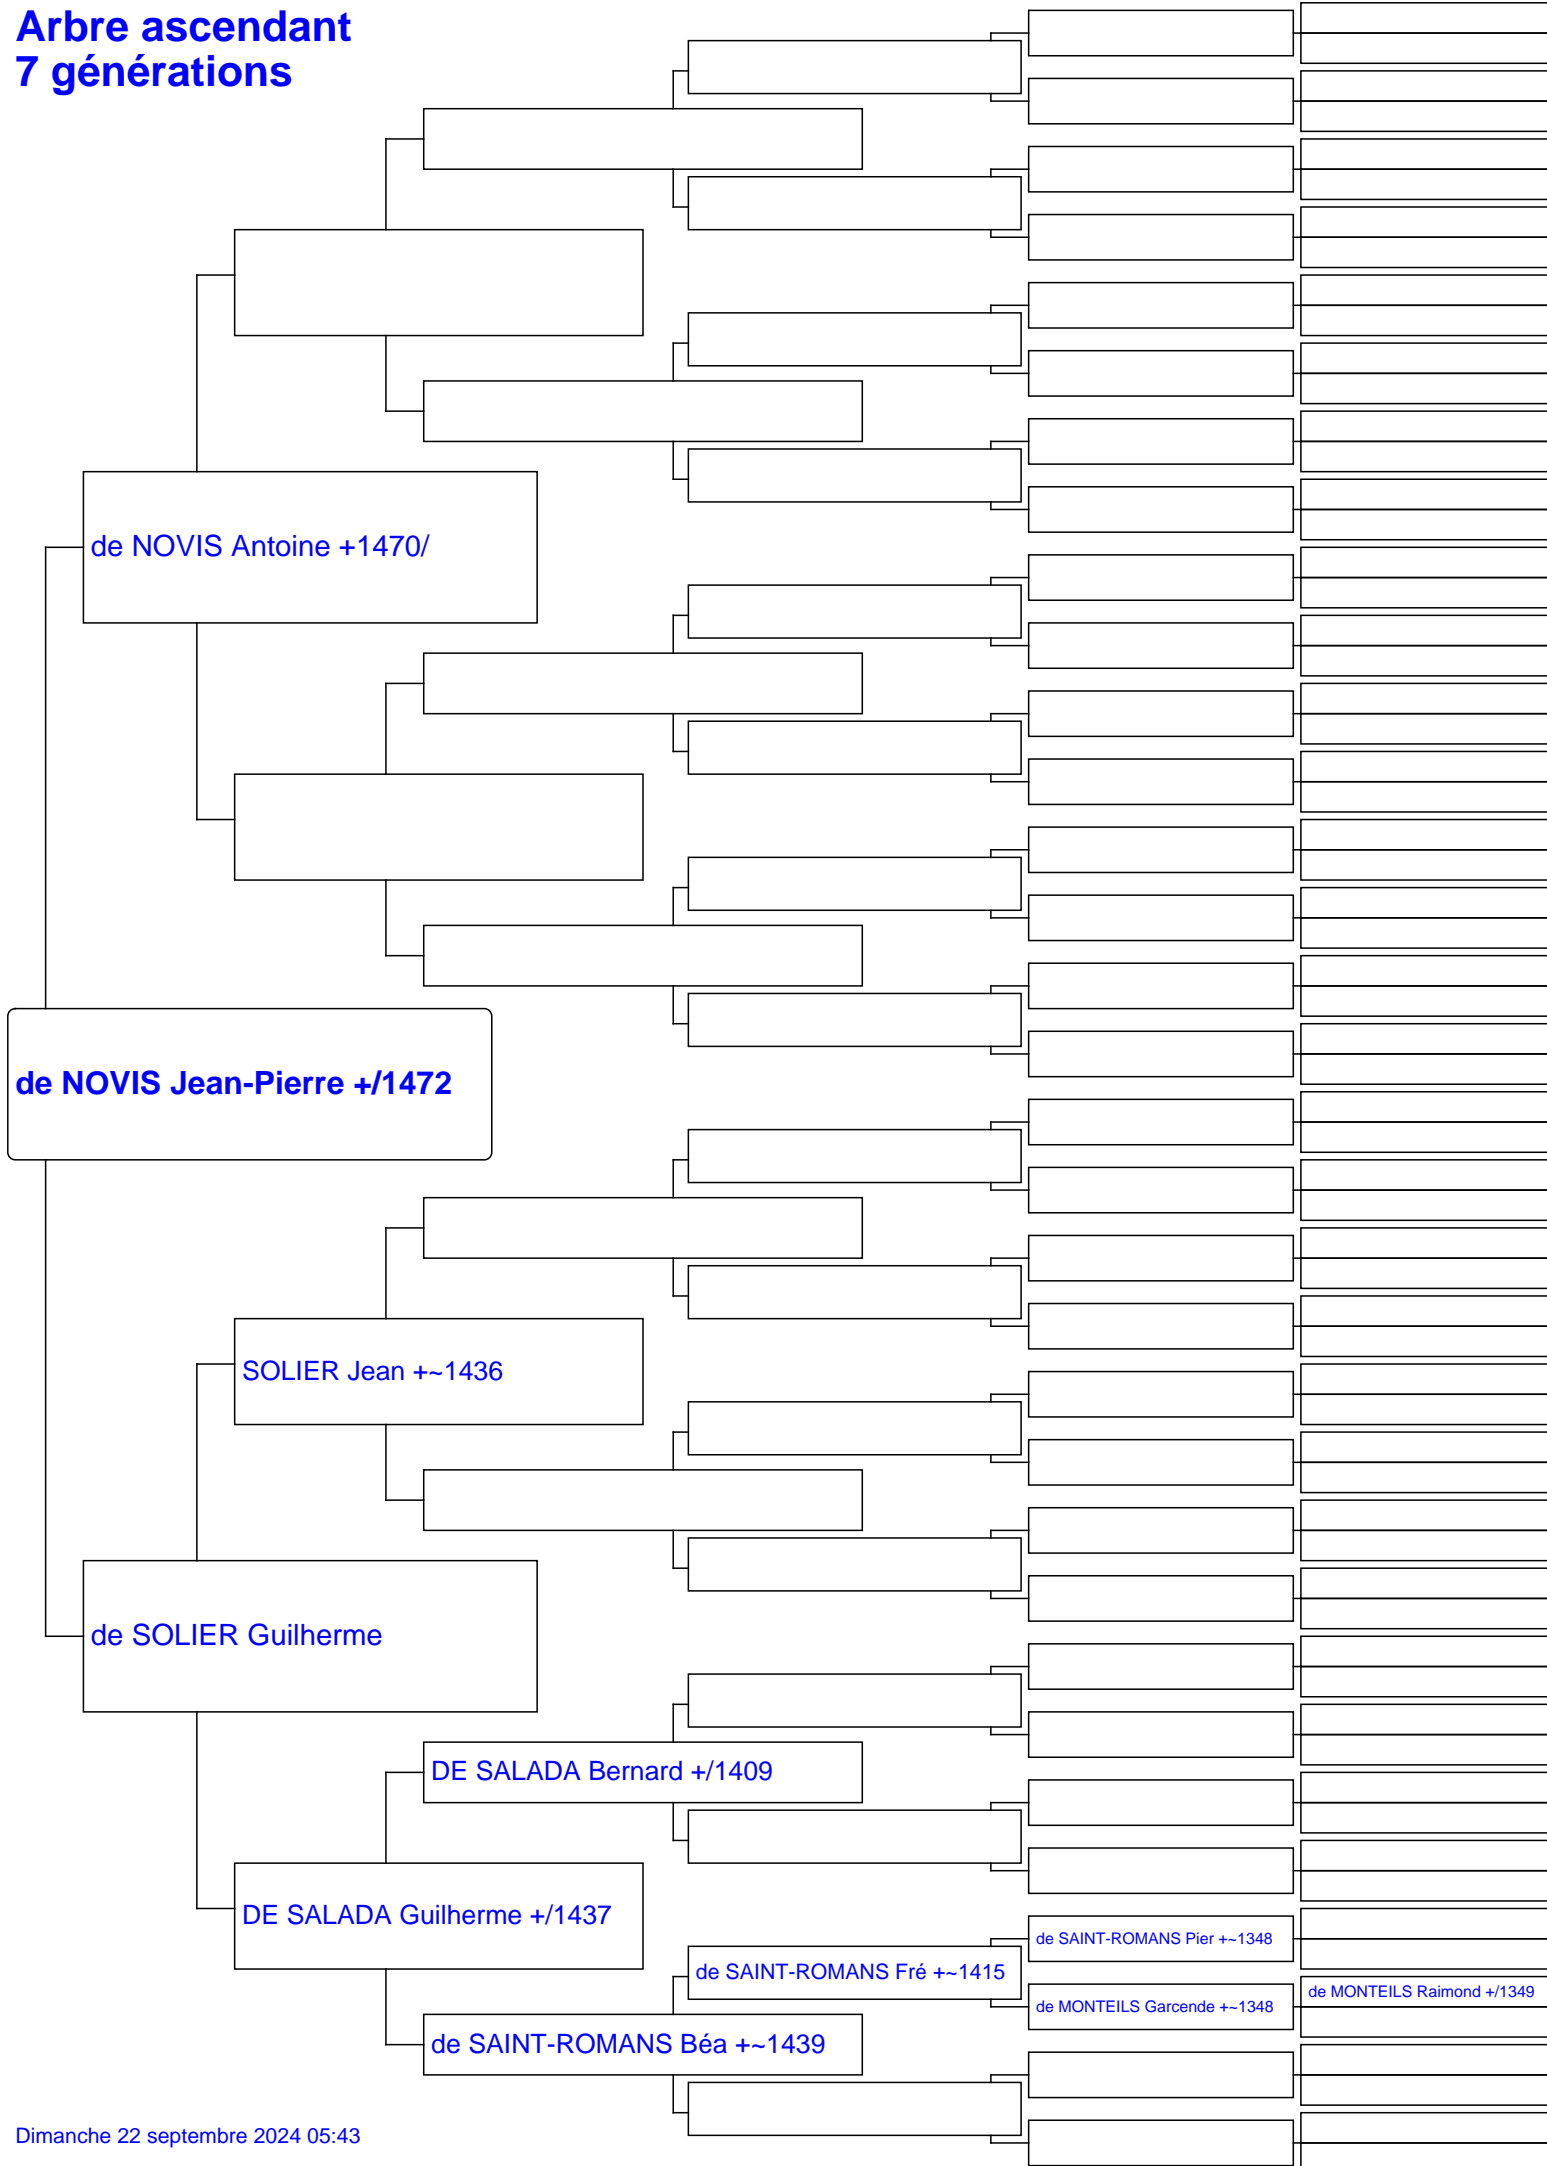 Arbre ascendant
7 générations
de NOVIS Antoine +1470/
de NOVIS Jean-Pierre +/1472
SOLIER Jean +~1436
de SOLIER Guilherme
DE SALADA Bernard +/1409
DE SALADA Guilherme +/1437
de SAINT-ROMANS Pier +~1348
de SAINT-ROMANS Fré +~1415
de MONTEILS Raimond +/1349
de MONTEILS Garcende +~1348
de SAINT-ROMANS Béa +~1439
Dimanche 22 septembre 2024 05:43